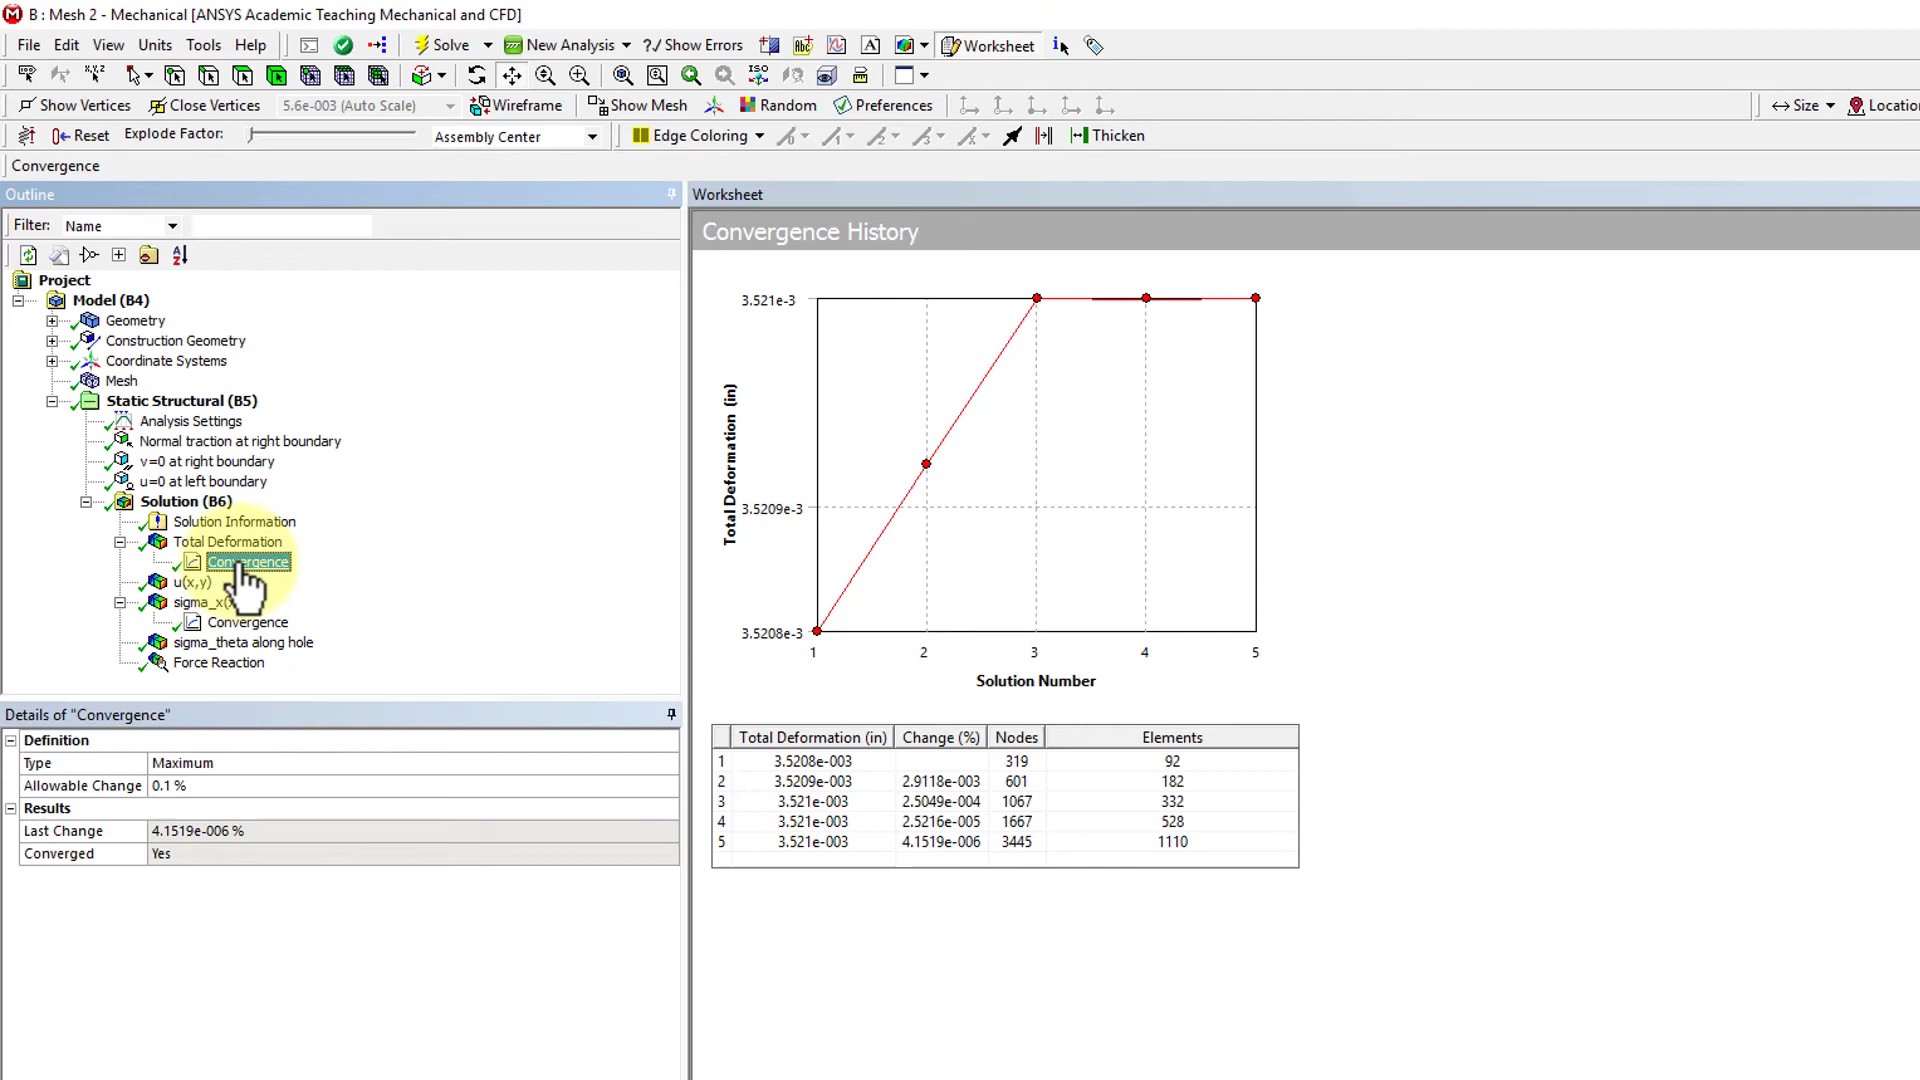 B : Mesh 2 - Mechanical [ANSYS Academic Teaching Mechanical and CFD]
File Edit View Units Tools Help Solve New Analysis ?/ Show Errors Worksheet
Show Vertices Close Vertices 5.6e-003 (Auto Scale) Wireframe Show Mesh Random Preferences Size Locatio
Reset Explode Factor: Assembly Center Edge Coloring Thicken
Convergence
Outline
Filter: Name
Project
Model (B4)
Geometry
Construction Geometry
Coordinate Systems
Mesh
Static Structural (B5)
Analysis Settings
Normal traction at right boundary
v=0 at right boundary
u=0 at left boundary
Solution (B6)
Solution Information
Total Deformation
Convergence
u(x,y)
sigma_x(
Convergence
sigma_theta along hole
Force Reaction
Details of "Convergence"
Definition
Type Maximum
Allowable Change 0.1 %
Results
Last Change 4.1519e-006 %
Converged Yes
Worksheet
Convergence History
3.521e-3
3.5209e-3
3.5208e-3
Total Deformation (in)
1 2 3 4 5
Solution Number
Total Deformation (in) Change (%) Nodes Elements
1 3.5208e-003 319 92
2 3.5209e-003 2.9118e-003 601 182
3 3.521e-003 2.5049e-004 1067 332
4 3.521e-003 2.5216e-005 1667 528
5 3.521e-003 4.1519e-006 3445 1110